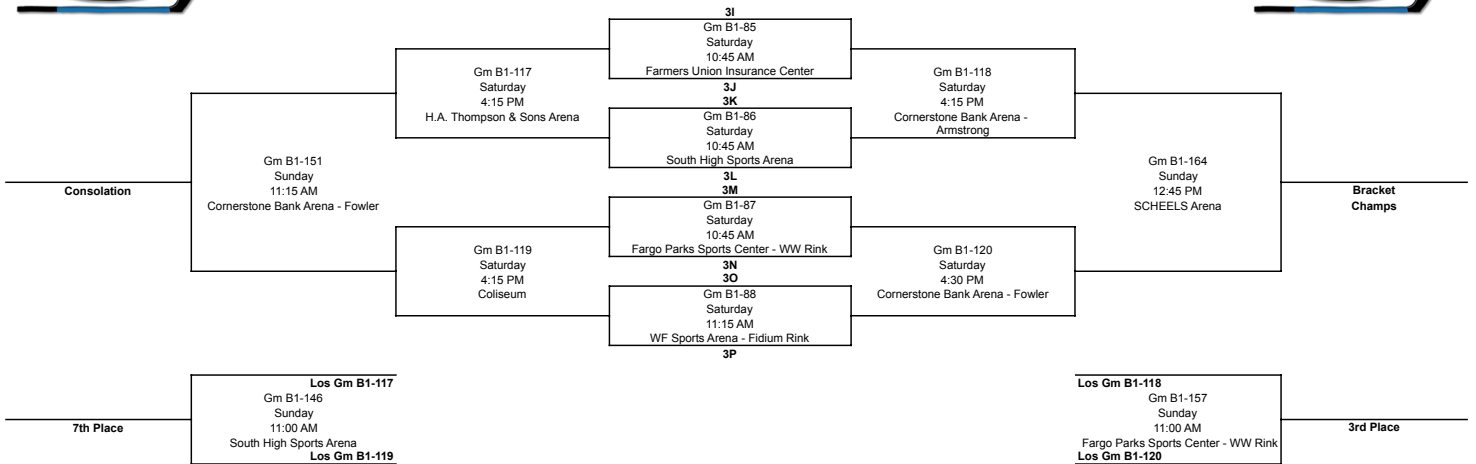 3I
Gm B1-85
Saturday
10:45 AM
Farmers Union Insurance Center
3J
Gm B1-117
Saturday
4:15 PM
H.A. Thompson & Sons Arena
Gm B1-118
Saturday
4:15 PM
Cornerstone Bank Arena -
Armstrong
3K
Gm B1-86
Saturday
10:45 AM
South High Sports Arena
3L
Gm B1-151
Sunday
11:15 AM
Cornerstone Bank Arena - Fowler
Consolation
Gm B1-164
Sunday
12:45 PM
SCHEELS Arena
Bracket
Champs
3M
Gm B1-87
Saturday
10:45 AM
Fargo Parks Sports Center - WW Rink
3N
Gm B1-119
Saturday
4:15 PM
Coliseum
Gm B1-120
Saturday
4:30 PM
Cornerstone Bank Arena - Fowler
3O
Gm B1-88
Saturday
11:15 AM
WF Sports Arena - Fidium Rink
3P
Los Gm B1-117
Gm B1-146
Sunday
11:00 AM
South High Sports Arena
Los Gm B1-119
7th Place
Los Gm B1-118
Gm B1-157
Sunday
11:00 AM
Fargo Parks Sports Center - WW Rink
Los Gm B1-120
3rd Place